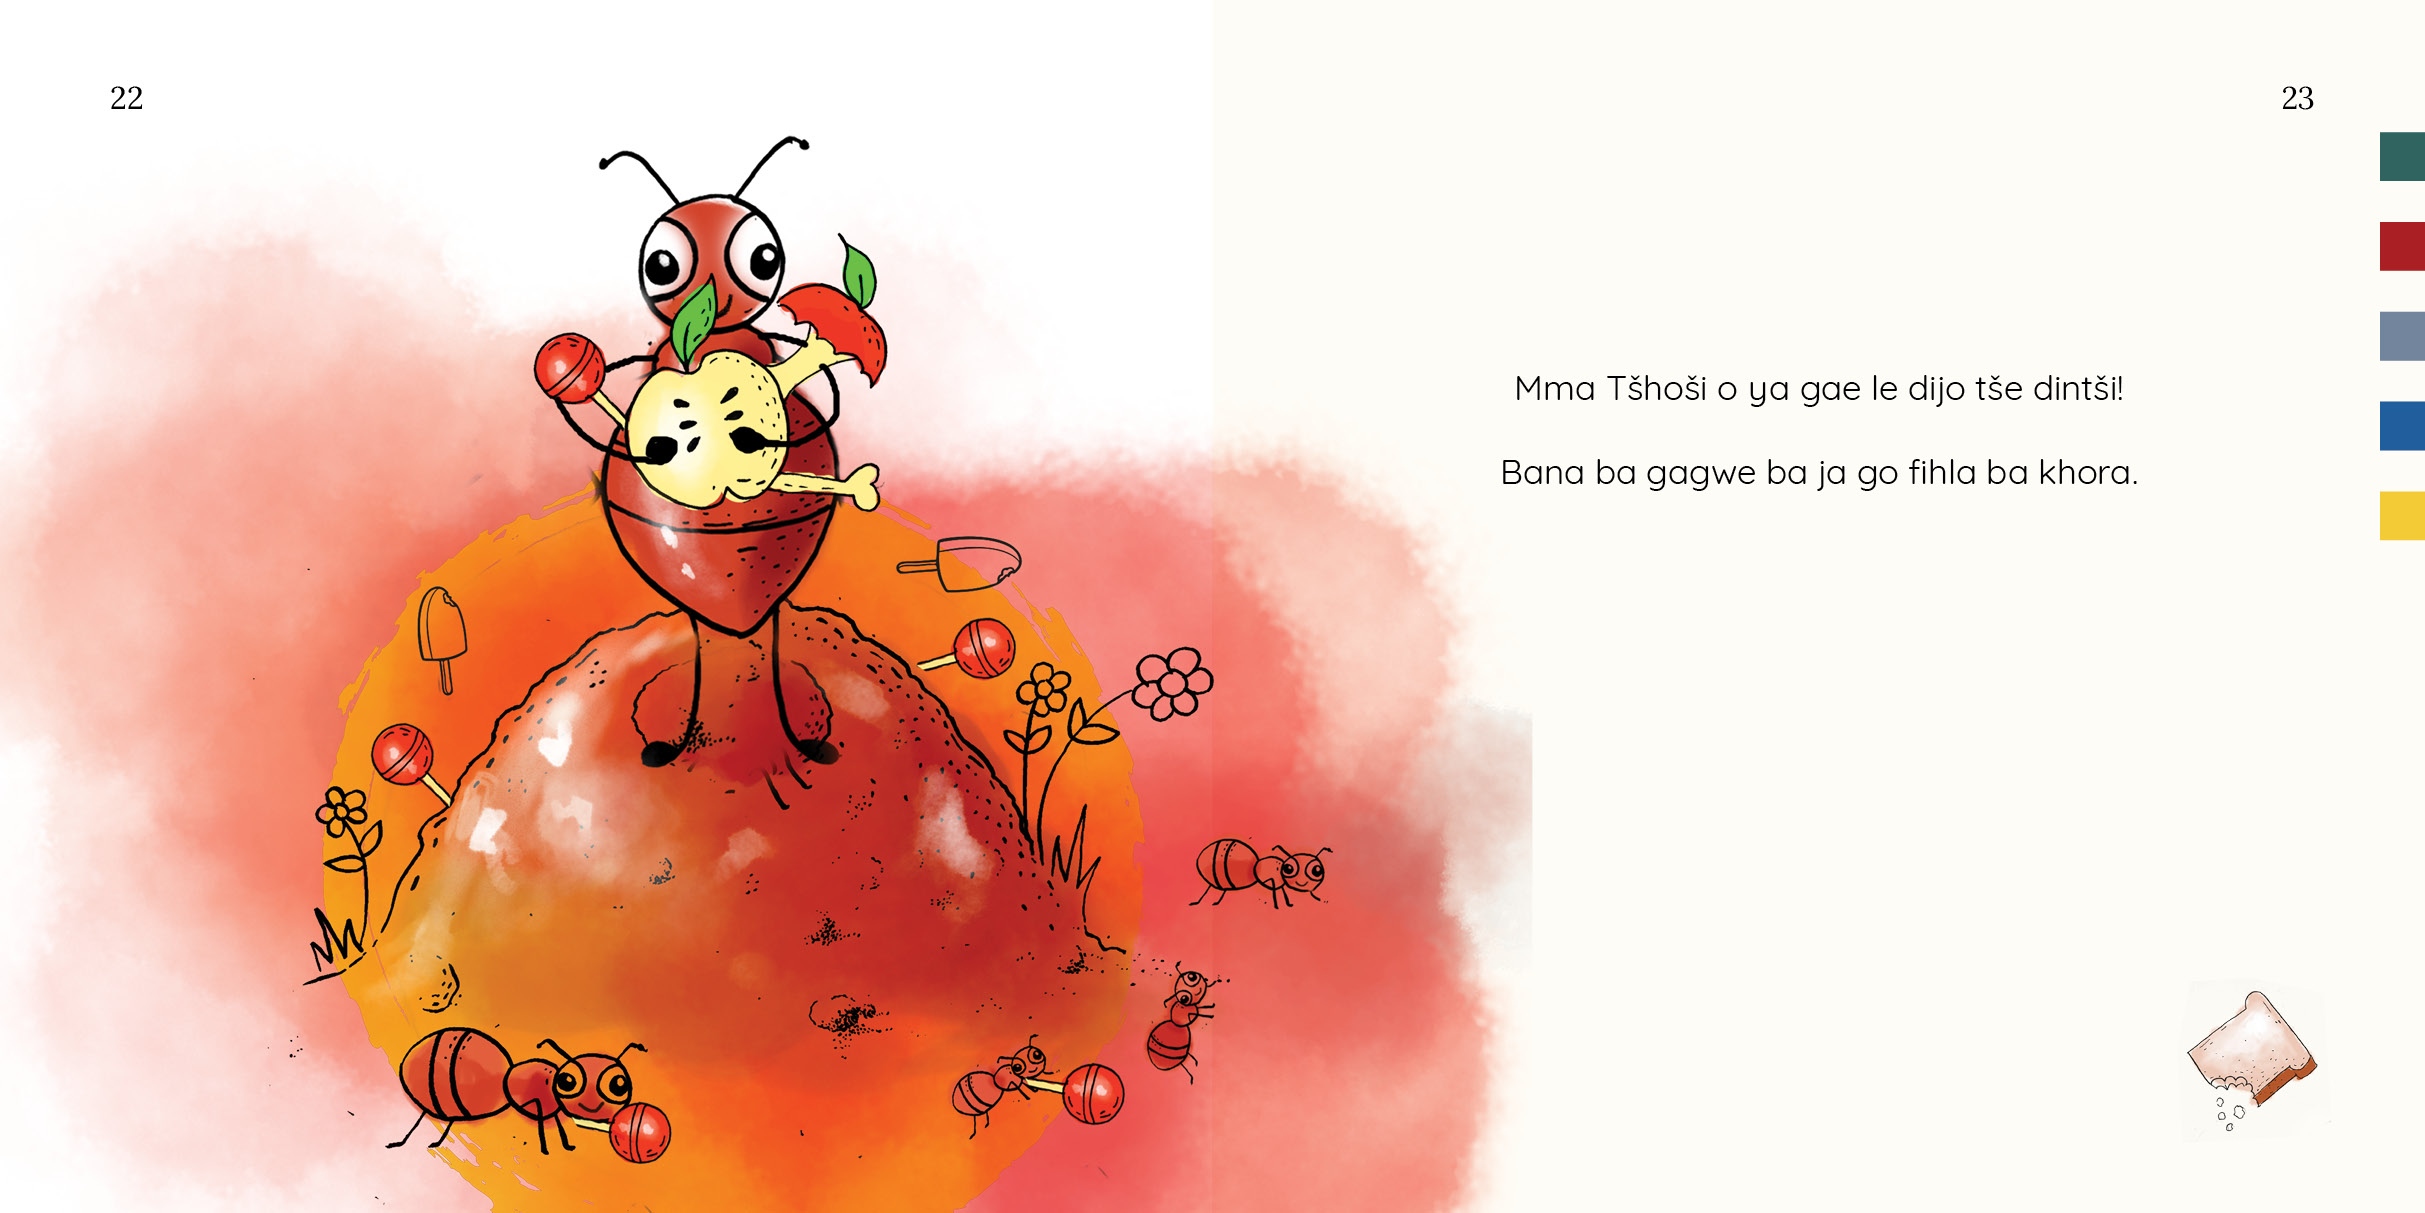 22
23
Mma Tšhoši o ya gae le dijo tše dintši!
Bana ba gagwe ba ja go fihla ba khora.